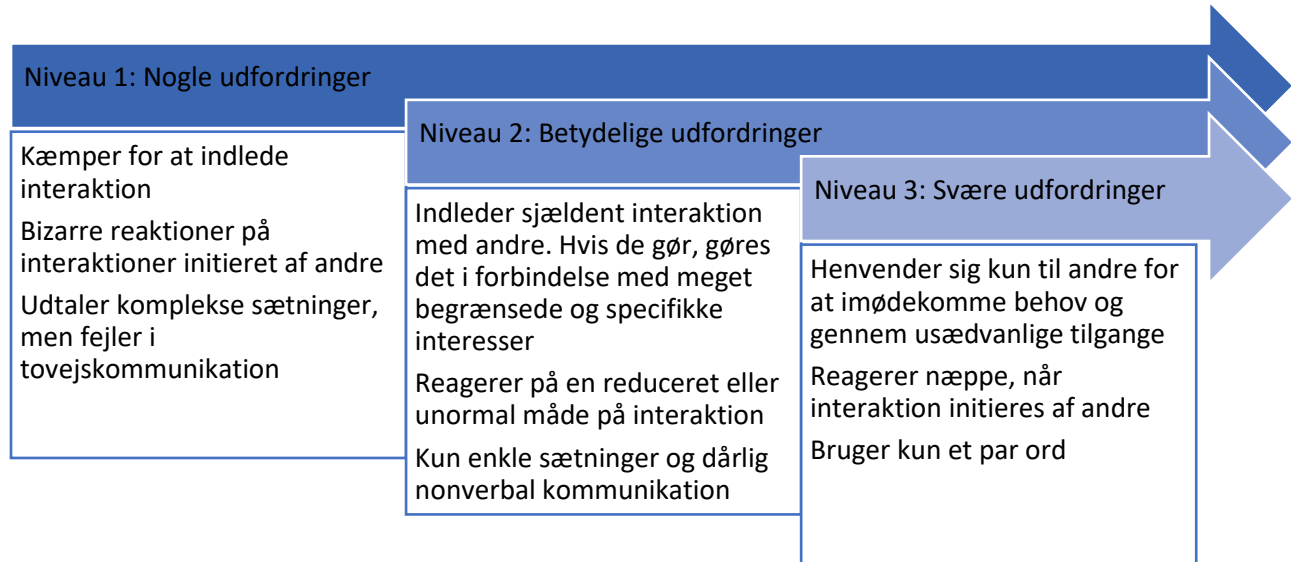 Niveau 1: Nogle udfordringer
Kæmper for at indlede
interaktion
Bizarre reaktioner på
interaktioner initieret af andre
Udtaler komplekse sætninger,
men fejler i
tovejskommunikation
Niveau 2: Betydelige udfordringer
Indleder sjældent interaktion
med andre. Hvis de gør, gøres
det i forbindelse med meget
begrænsede og specifikke
interesser
Reagerer på en reduceret eller
unormal måde på interaktion
Kun enkle sætninger og dårlig
nonverbal kommunikation
Niveau 3: Svære udfordringer
Henvender sig kun til andre for
at imødekomme behov og
gennem usædvanlige tilgange
Reagerer næppe, når
interaktion initieres af andre
Bruger kun et par ord